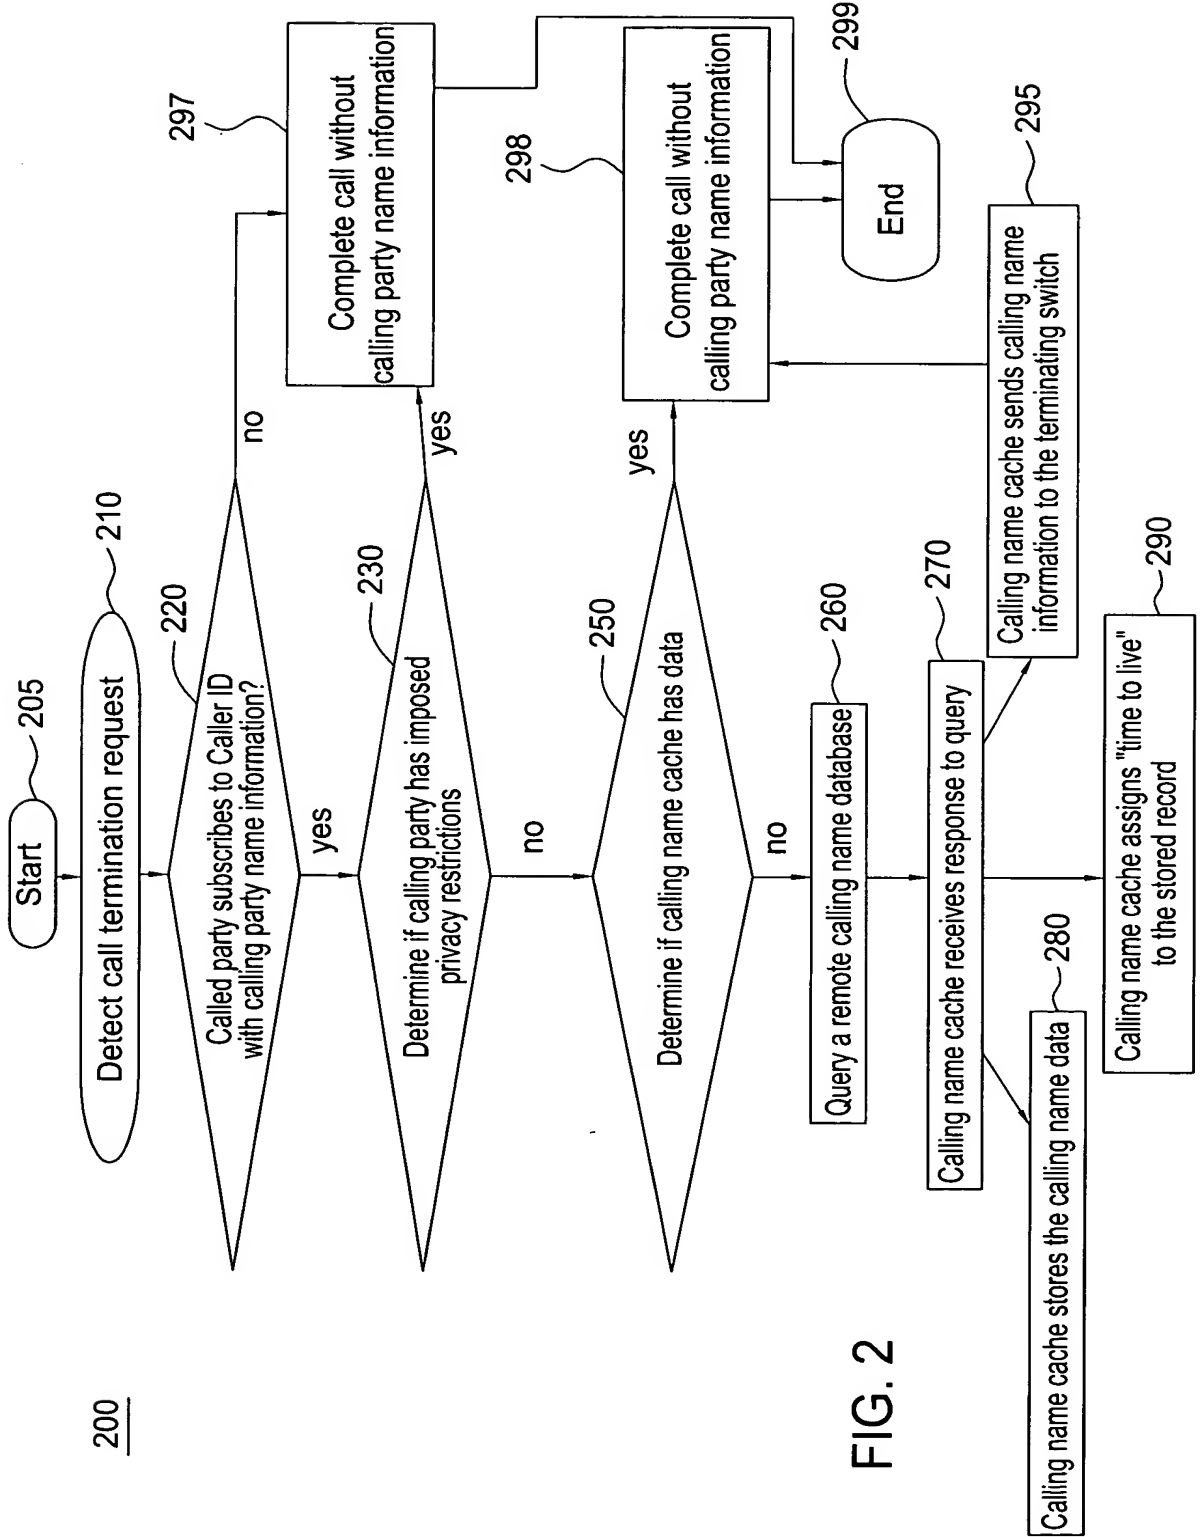 200
Start
205
Detect call termination request
210
Called party subscribes to Caller ID
with calling party name information?
220
no
yes
Complete call without
calling party name information
297
Determine if calling party has imposed
privacy restrictions
230
yes
no
Determine if calling name cache has data
250
yes
no
Complete call without
calling party name information
298
End
299
Query a remote calling name database
260
Calling name cache receives response to query
270
Calling name cache sends calling name
information to the terminating switch
295
Calling name cache stores the calling name data
280
Calling name cache assigns "time to live"
to the stored record
290
FIG. 2